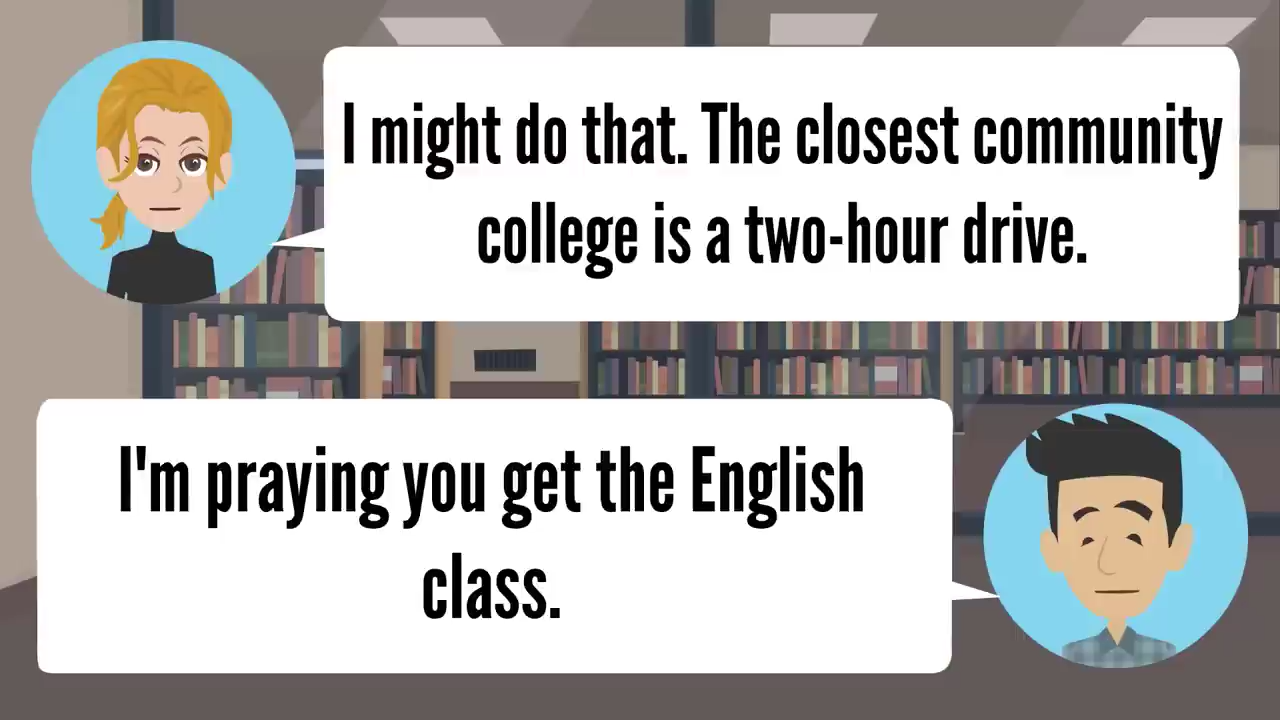 I might do that. The closest community
college is a two-hour drive.
I'm praying you get the English
class.